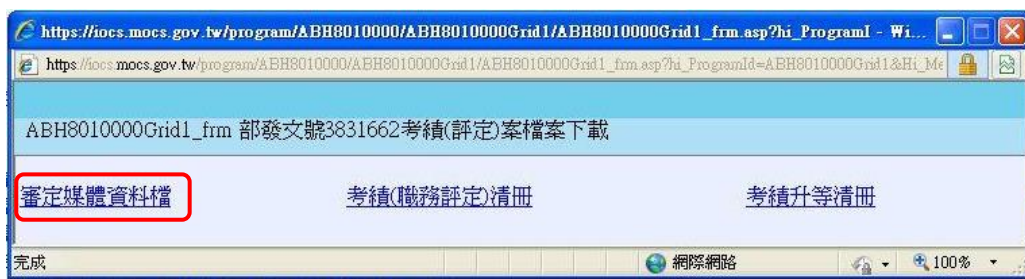 https://iocs.mocs.gov.tw/program/ABH8010000/ABH8010000Grid1/ABH8010000Grid1_frm.asp?hi_ProgramI - Wi...
https://iocs.mocs.gov.tw/program/ABH8010000/ABH8010000Grid1/ABH8010000Grid1_frm.asp?hi_ProgramId=ABH8010000Grid1&Hi_Me
ABH8010000Grid1_frm 部發文號3831662考績(評定)案檔案下載
審定媒體資料檔 考績(職務評定)清冊 考績升等清冊
完成 網際網路 100%